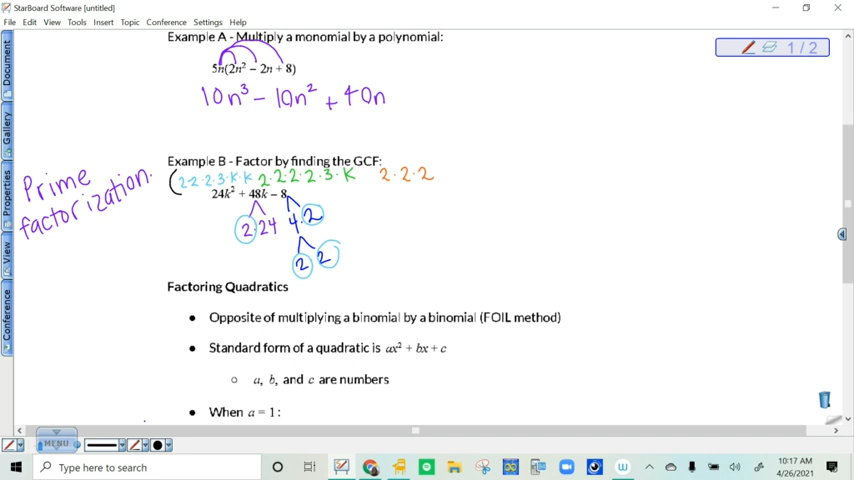 StarBoard Software [untitled]
File Edit View Tools Insert Topic Conference Settings Help
Document
Gallery
Properties
View
Conference
1 / 2
Example A - Multiply a monomial by a polynomial:
5n(2n² − 2n + 8)
10n³ − 10n² + 40n
Prime factorization.
Example B - Factor by finding the GCF:
( 2·2·2·3·k·k 2·2·2·2·3·k 2·2·2
24k² + 48k − 8
2·24 4·2
2 2
Factoring Quadratics
● Opposite of multiplying a binomial by a binomial (FOIL method)
● Standard form of a quadratic is ax² + bx + c
○ a, b, and c are numbers
● When a = 1:
MENU
Type here to search
10:17 AM
4/26/2021